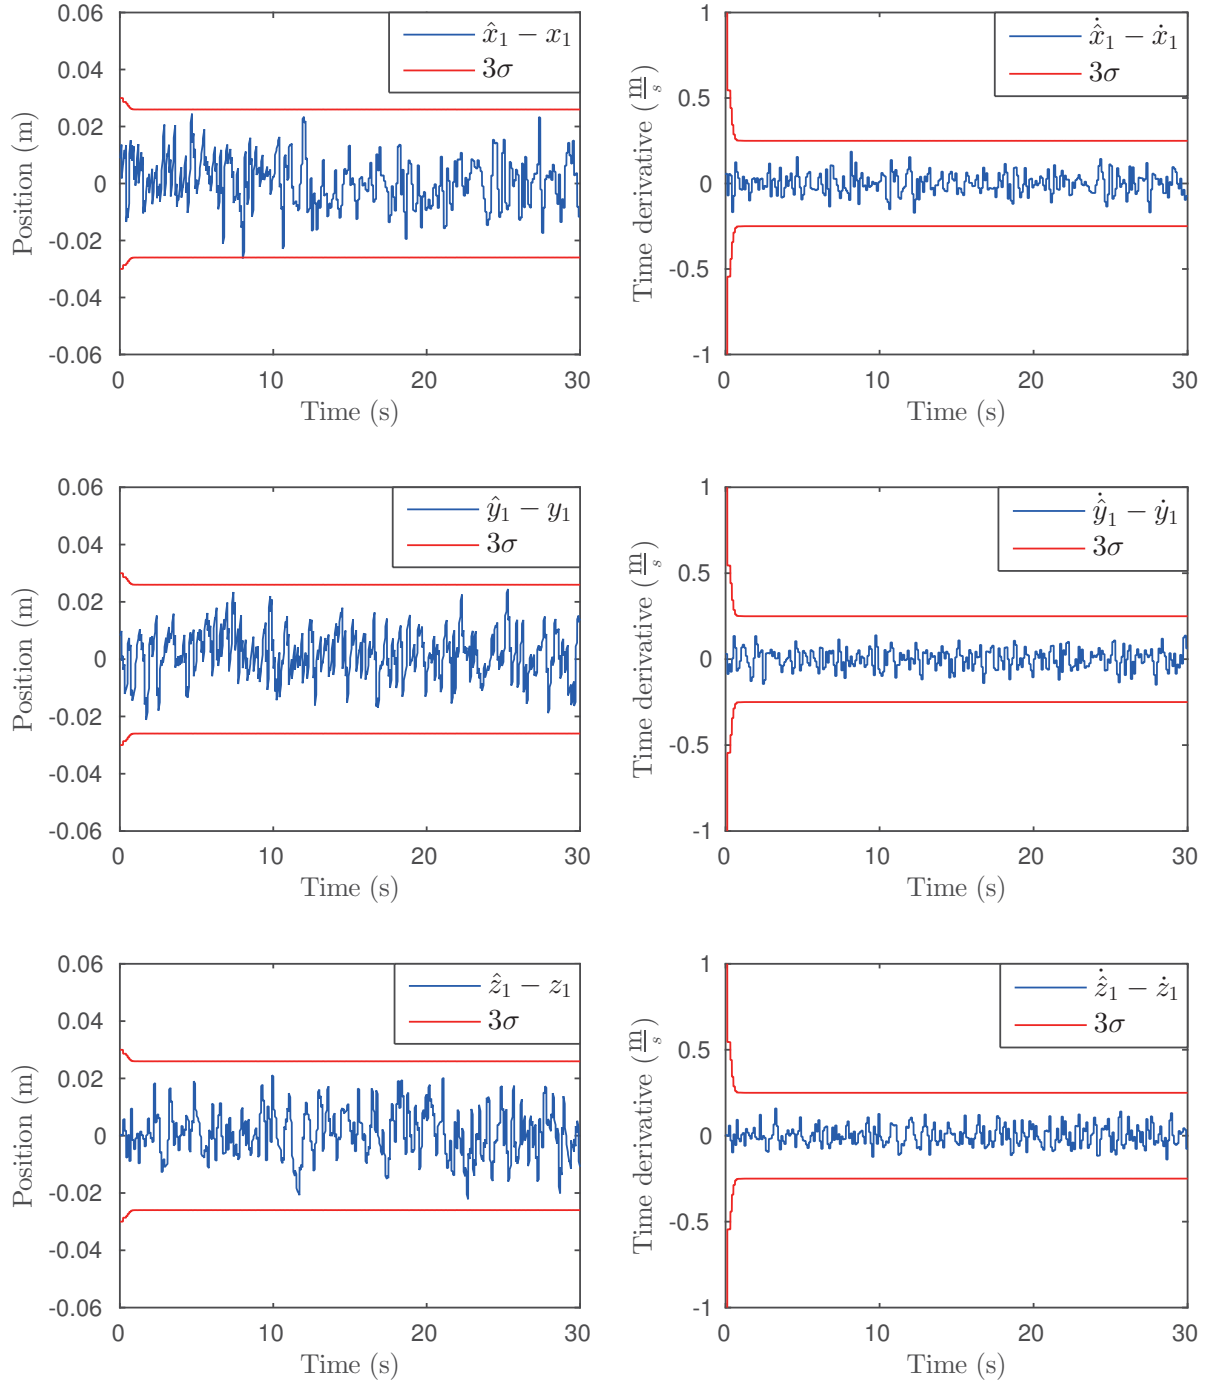 0.06
0.04
0.02
0
-0.02
-0.04
-0.06
0 10 20 30
Time (s)
Position (m)
x̂₁ − x₁
3σ
1
0.5
0
-0.5
-1
0 10 20 30
Time (s)
Time derivative (m/s)
ẋ̂₁ − ẋ₁
3σ
0.06
0.04
0.02
0
-0.02
-0.04
-0.06
0 10 20 30
Time (s)
Position (m)
ŷ₁ − y₁
3σ
1
0.5
0
-0.5
-1
0 10 20 30
Time (s)
Time derivative (m/s)
ẏ̂₁ − ẏ₁
3σ
0.06
0.04
0.02
0
-0.02
-0.04
-0.06
0 10 20 30
Time (s)
Position (m)
ẑ₁ − z₁
3σ
1
0.5
0
-0.5
-1
0 10 20 30
Time (s)
Time derivative (m/s)
ż̂₁ − ż₁
3σ